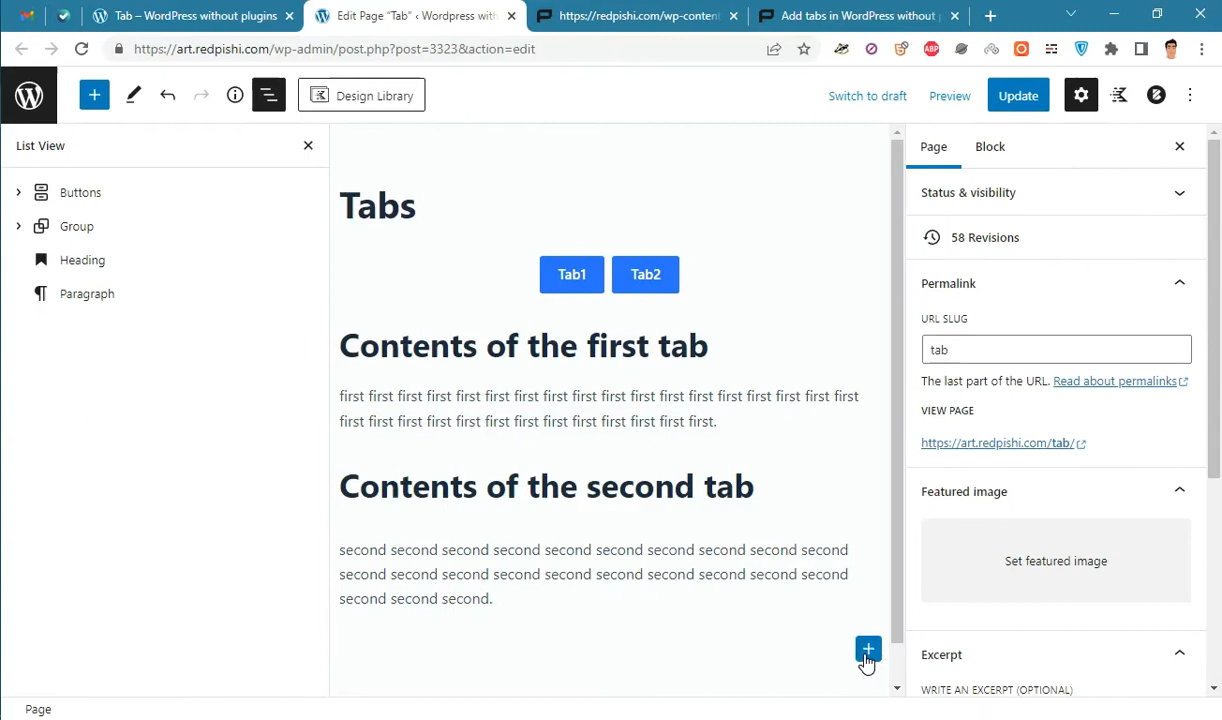 Tab – WordPress without plugins
Edit Page “Tab” ‹ Wordpress with
https://redpishi.com/wp-content
Add tabs in WordPress without p
https://art.redpishi.com/wp-admin/post.php?post=3323&action=edit
ABP
Design Library
Switch to draft
Preview
Update
List View
Buttons
Group
Heading
Paragraph
Tabs
Tab1
Tab2
Contents of the first tab
first first first first first first first first first first first first first first first first first first
first first first first first first first first first first first first first.
Contents of the second tab
second second second second second second second second second second
second second second second second second second second second second
second second second.
Page
Block
Status & visibility
58 Revisions
Permalink
URL SLUG
tab
The last part of the URL. Read about permalinks
VIEW PAGE
https://art.redpishi.com/tab/
Featured image
Set featured image
Excerpt
WRITE AN EXCERPT (OPTIONAL)
Page